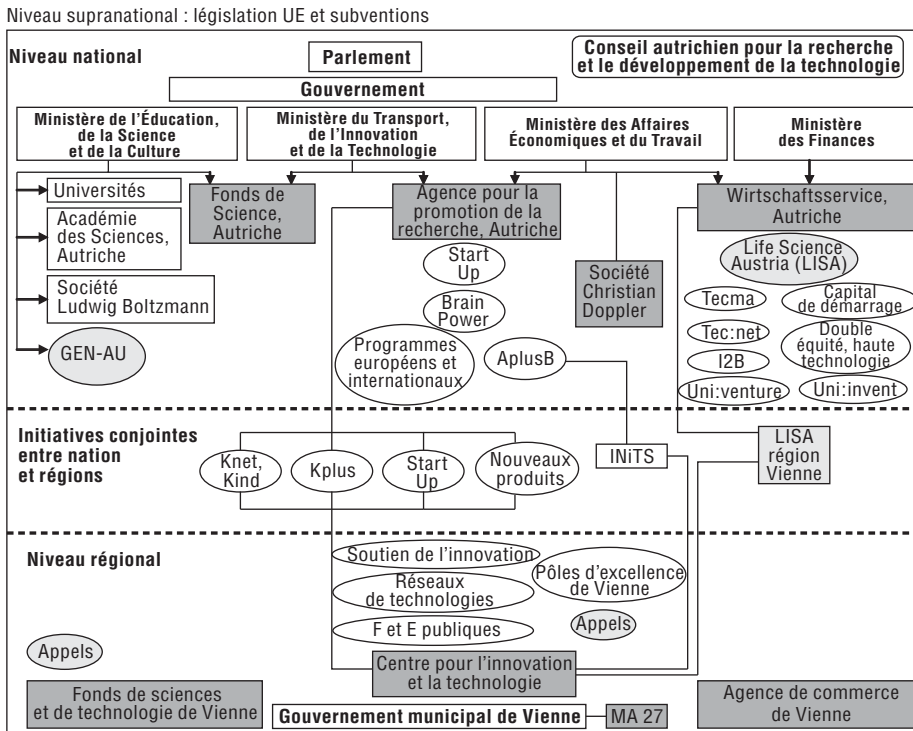 Niveau supranational : législation UE et subventions
Niveau national
Parlement
Conseil autrichien pour la recherche
et le développement de la technologie
Gouvernement
Ministère de l'Éducation,
de la Science
et de la Culture
Ministère du Transport,
de l'Innovation
et de la Technologie
Ministère des Affaires
Économiques et du Travail
Ministère
des Finances
Universités
Académie
des Sciences,
Autriche
Société
Ludwig Boltzmann
GEN-AU
Fonds de
Science,
Autriche
Agence pour la
promotion de la
recherche, Autriche
Start
Up
Brain
Power
Programmes
européens et
internationaux
AplusB
Société
Christian
Doppler
Wirtschaftsservice,
Autriche
Life Science
Austria (LISA)
Tecma
Capital
de démarrage
Tec:net
Double
équité, haute
technologie
I2B
Uni:venture
Uni:invent
Initiatives conjointes
entre nation
et régions
Knet,
Kind
Kplus
Start
Up
Nouveaux
produits
INiTS
LISA
région
Vienne
Niveau régional
Soutien de l'innovation
Réseaux
de technologies
F et E publiques
Pôles d'excellence
de Vienne
Appels
Appels
Centre pour l'innovation
et la technologie
Fonds de sciences
et de technologie de Vienne
Gouvernement municipal de Vienne
MA 27
Agence de commerce
de Vienne